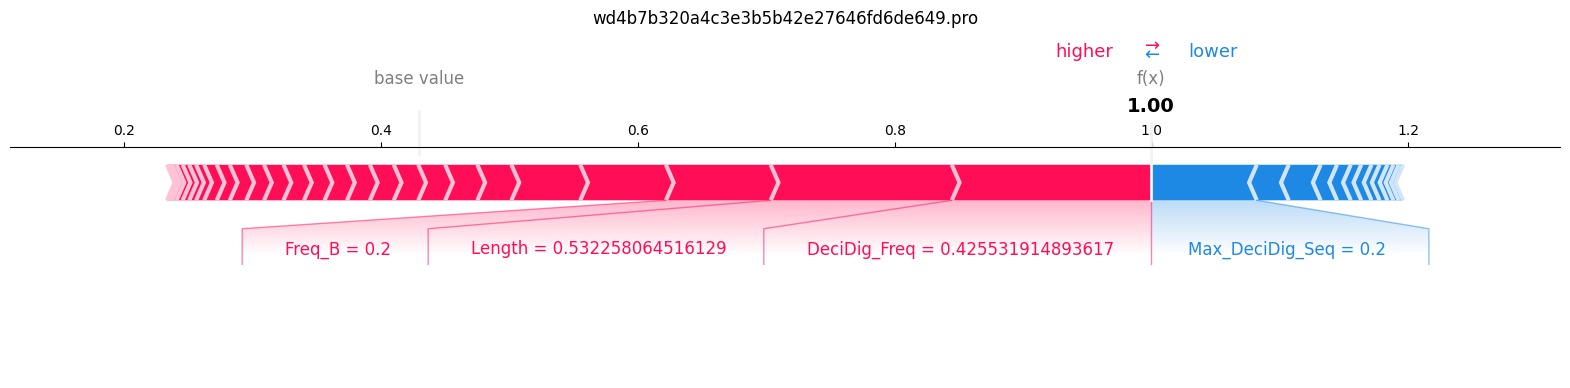 wd4b7b320a4c3e3b5b42e27646fd6de649.pro
higher ⇄ lower
base value f(x)
1.00
0.2 0.4 0.6 0.8 1.0 1.2
Freq_B = 0.2 Length = 0.532258064516129 DeciDig_Freq = 0.425531914893617 Max_DeciDig_Seq = 0.2